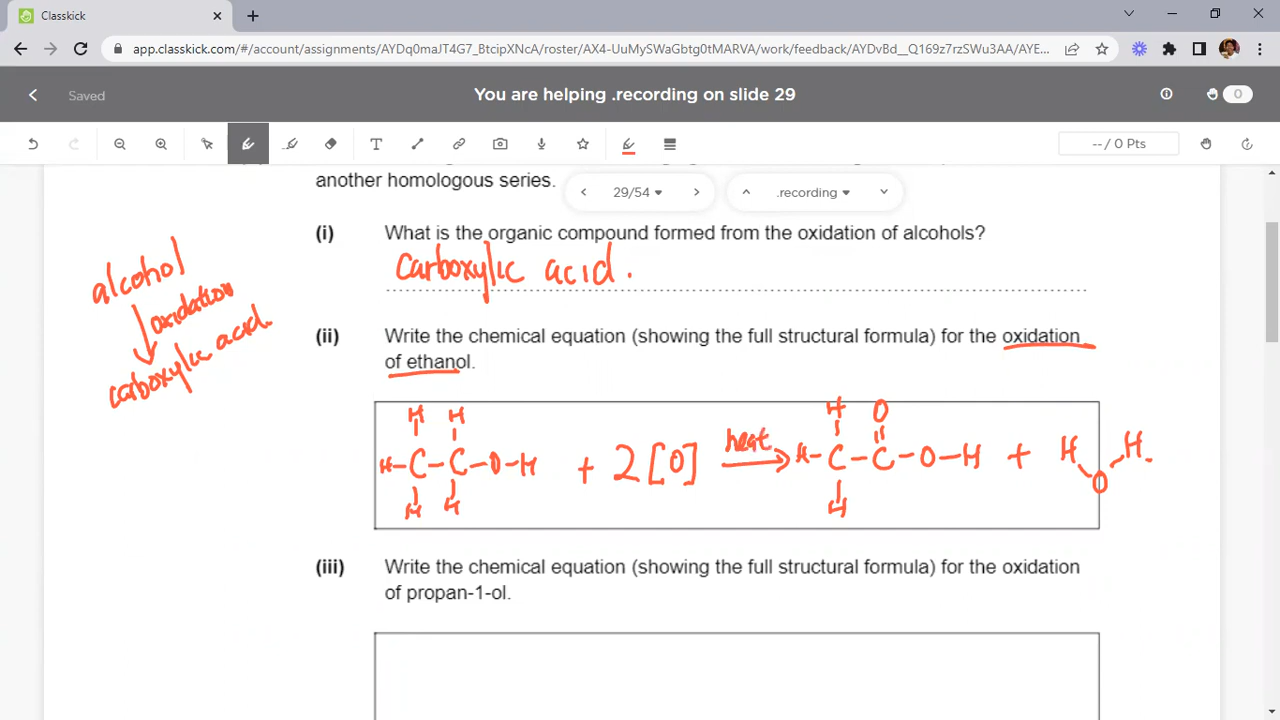 Classkick
app.classkick.com/#/account/assignments/AYDq0maJT4G7_BtcipXNA/roster/AX4-UuMySWaGbtg0tMARVA/work/feedback/AYDvBd__Q169z7rzSWu3AA/AYE...
Saved
You are helping .recording on slide 29
0
T
-- / 0 Pts
another homologous series.
29/54
.recording
(i) What is the organic compound formed from the oxidation of alcohols?
Carboxylic acid.
alcohol
oxidation
carboxylic acid.
(ii) Write the chemical equation (showing the full structural formula) for the oxidation
of ethanol.
H H H O
H-C-C-O-H + 2[O] heat H-C-C-O-H + H O H
H H H
(iii) Write the chemical equation (showing the full structural formula) for the oxidation
of propan-1-ol.